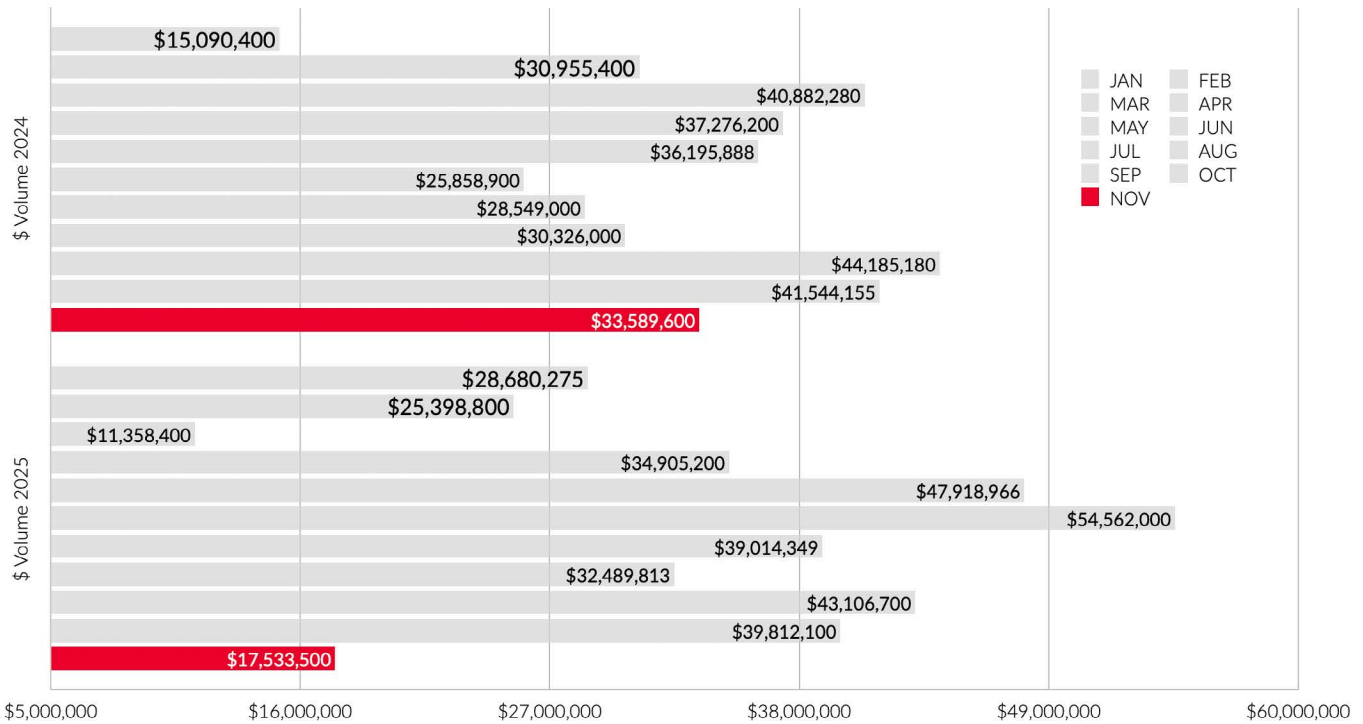 $ Volume 2024
$15,090,400
$30,955,400
$40,882,280
$37,276,200
$36,195,888
$25,858,900
$28,549,000
$30,326,000
$44,185,180
$41,544,155
$33,589,600
JAN FEB
MAR APR
MAY JUN
JUL AUG
SEP OCT
NOV
$ Volume 2025
$28,680,275
$25,398,800
$11,358,400
$34,905,200
$47,918,966
$54,562,000
$39,014,349
$32,489,813
$43,106,700
$39,812,100
$17,533,500
$5,000,000 $16,000,000 $27,000,000 $38,000,000 $49,000,000 $60,000,000